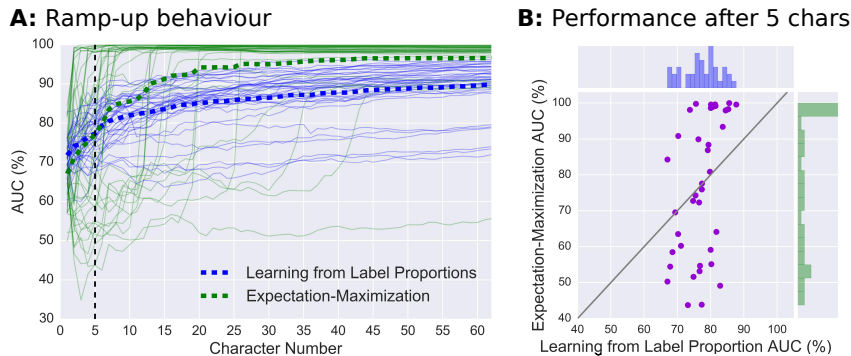 A: Ramp-up behaviour
100
90
80
70
60
50
40
30
AUC (%)
0 5 10 15 20 25 30 35 40 45 50 55 60
Character Number
Learning from Label Proportions
Expectation-Maximization
B: Performance after 5 chars
100
90
80
70
60
50
40
Expectation-Maximization AUC (%)
40 50 60 70 80 90 100
Learning from Label Proportion AUC (%)